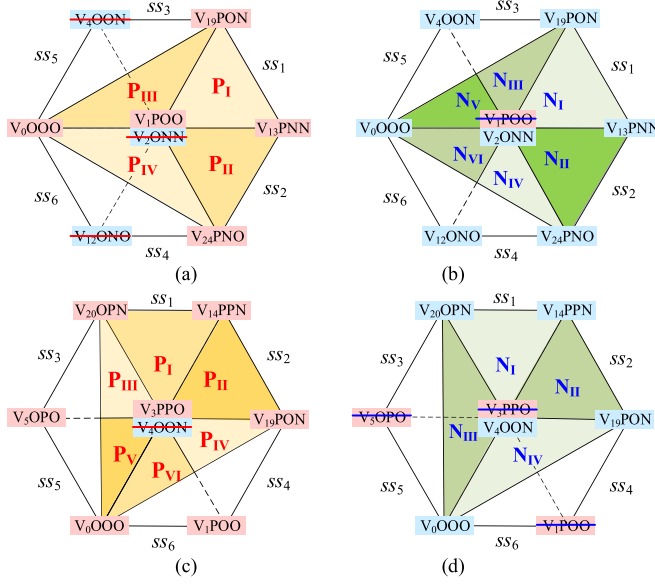 V4OON ss3 V19PON
ss5 ss1
PIII PI
V0OOO V1POO V13PNN
V2ONN
PIV PII
ss6 ss2
V12ONO ss4 V24PNO
(a)
V4OON ss3 V19PON
ss5 ss1
NIII NI
NV
V0OOO V1POO V13PNN
V2ONN
NVI NIV NII
ss6 ss2
V12ONO ss4 V24PNO
(b)
V20OPN ss1 V14PPN
ss3 ss2
PI
PIII PII
V5OPO V3PPO V19PON
V4OON
PIV
PV PVI
ss5 ss4
V0OOO ss6 V1POO
(c)
V20OPN ss1 V14PPN
ss3 ss2
NI
NII
V5OPO V3PPO V19PON
V4OON
NIII NIV
ss5 ss4
V0OOO ss6 V1POO
(d)